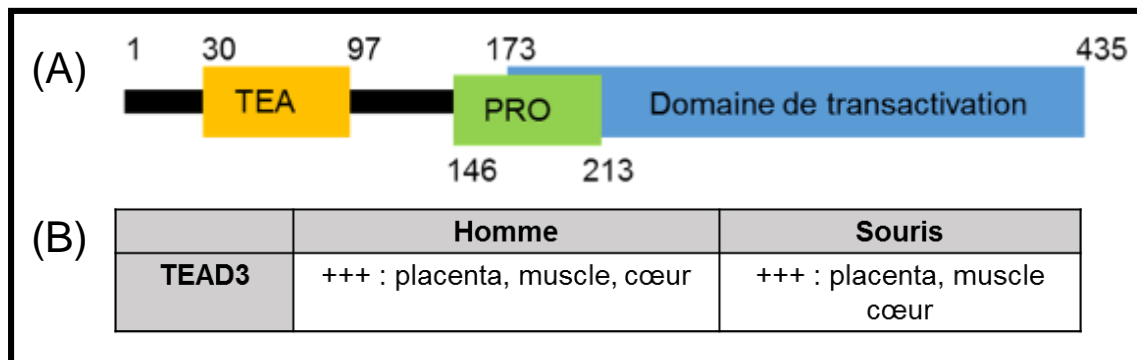 (A)
1 30 97 173 435
TEA PRO Domaine de transactivation
146 213
(B)
Homme Souris
TEAD3 +++ : placenta, muscle, cœur +++ : placenta, muscle
cœur